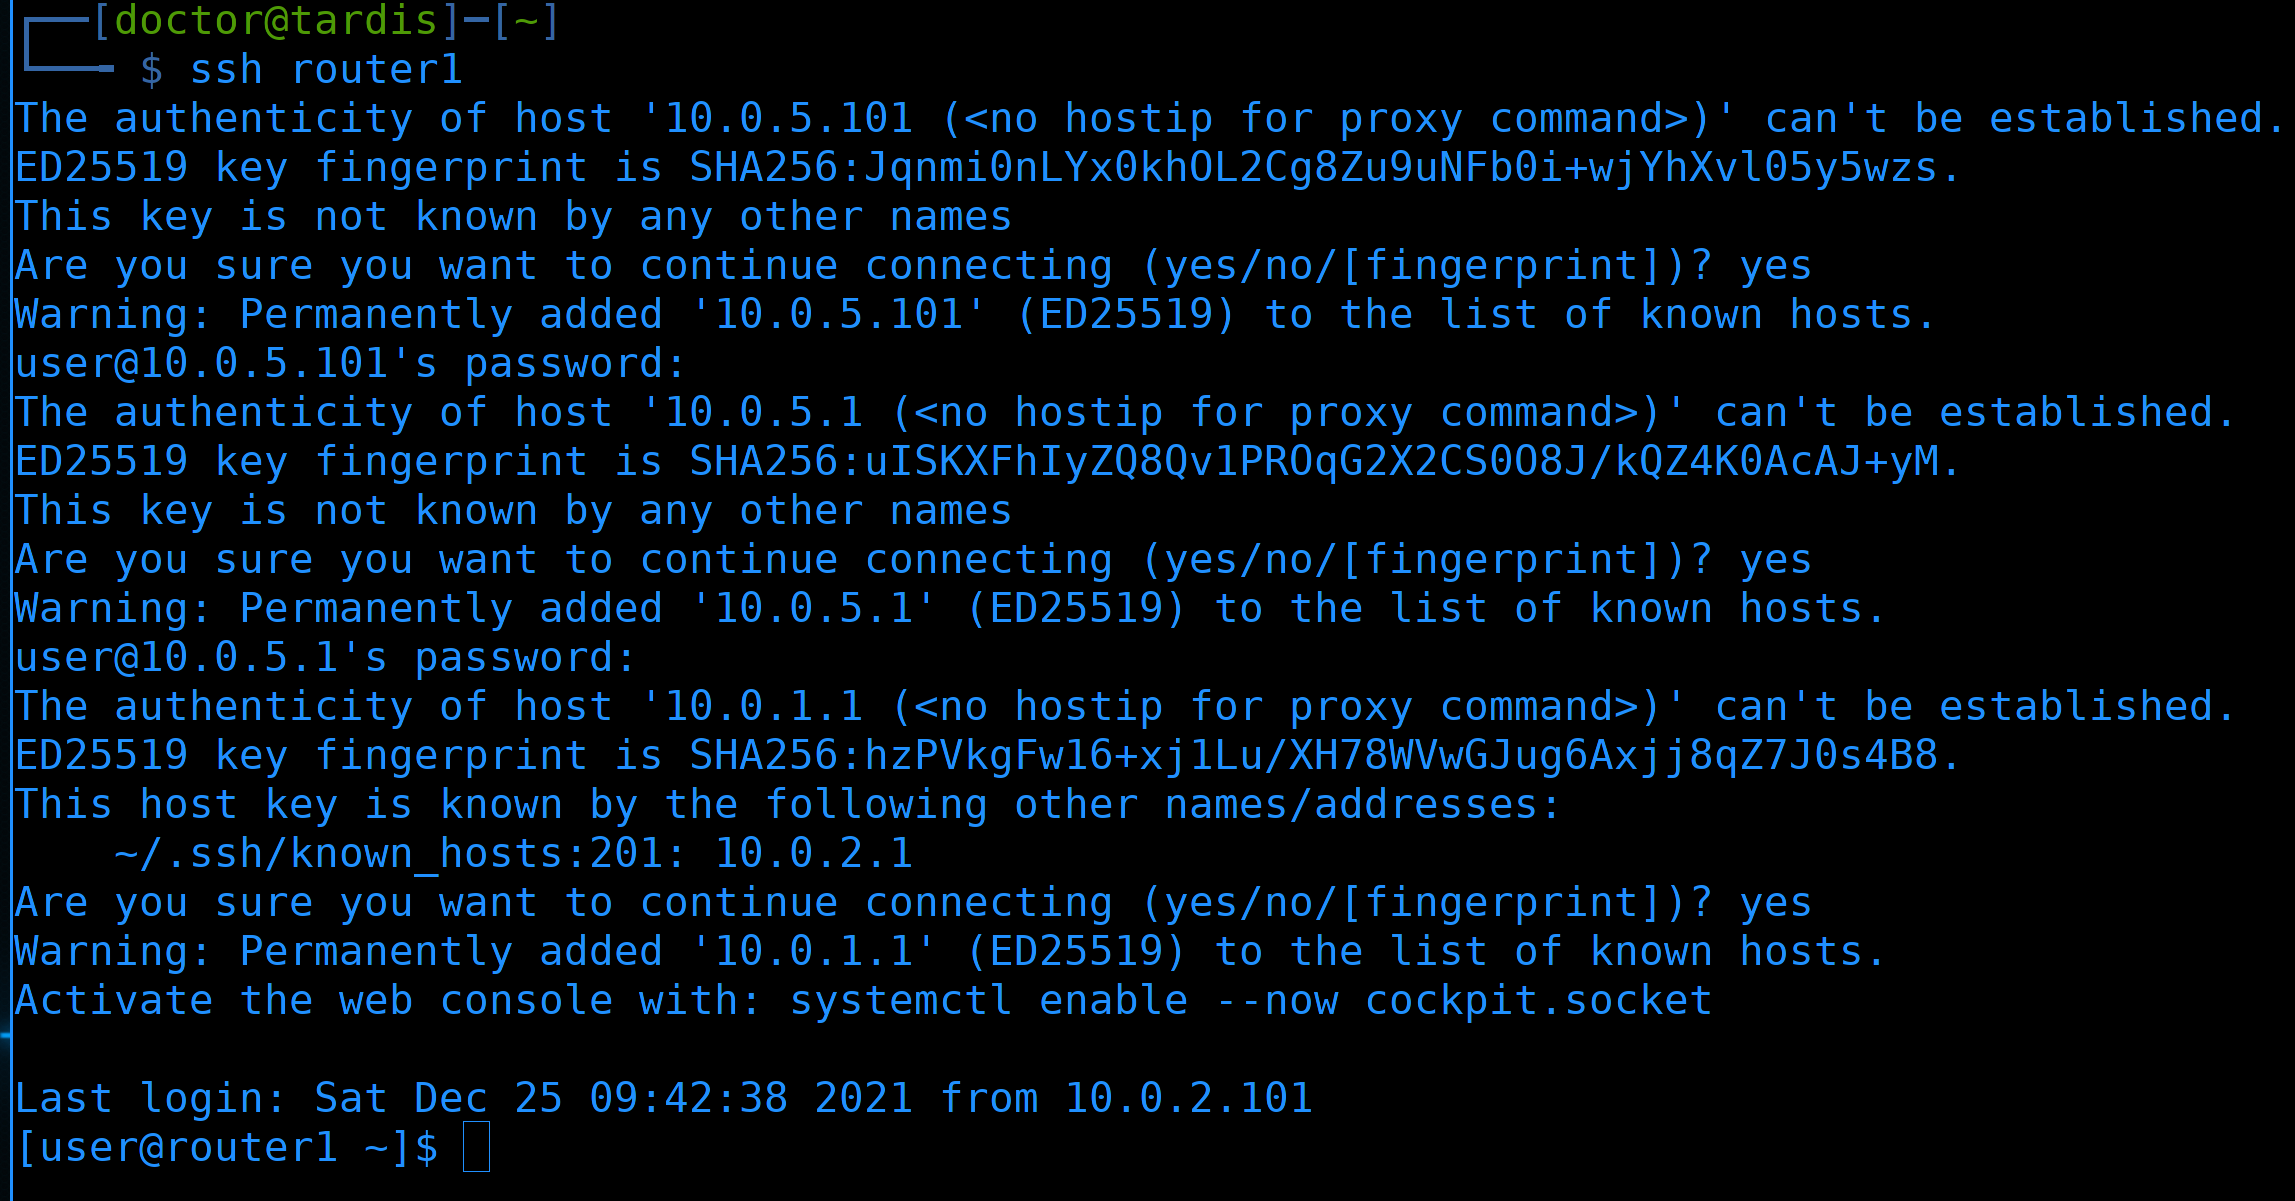 ┌──[doctor@tardis]─[~]
└──╼ $ ssh router1
The authenticity of host '10.0.5.101 (<no hostip for proxy command>)' can't be established.
ED25519 key fingerprint is SHA256:Jqnmi0nLYx0khOL2Cg8Zu9uNFb0i+wjYhXvl05y5wzs.
This key is not known by any other names
Are you sure you want to continue connecting (yes/no/[fingerprint])? yes
Warning: Permanently added '10.0.5.101' (ED25519) to the list of known hosts.
user@10.0.5.101's password:
The authenticity of host '10.0.5.1 (<no hostip for proxy command>)' can't be established.
ED25519 key fingerprint is SHA256:uISKXFhIyZQ8Qv1PROqG2X2CS0O8J/kQZ4K0AcAJ+yM.
This key is not known by any other names
Are you sure you want to continue connecting (yes/no/[fingerprint])? yes
Warning: Permanently added '10.0.5.1' (ED25519) to the list of known hosts.
user@10.0.5.1's password:
The authenticity of host '10.0.1.1 (<no hostip for proxy command>)' can't be established.
ED25519 key fingerprint is SHA256:hzPVkgFw16+xj1Lu/XH78WVwGJug6Axjj8qZ7J0s4B8.
This host key is known by the following other names/addresses:
    ~/.ssh/known_hosts:201: 10.0.2.1
Are you sure you want to continue connecting (yes/no/[fingerprint])? yes
Warning: Permanently added '10.0.1.1' (ED25519) to the list of known hosts.
Activate the web console with: systemctl enable --now cockpit.socket
Last login: Sat Dec 25 09:42:38 2021 from 10.0.2.101
[user@router1 ~]$